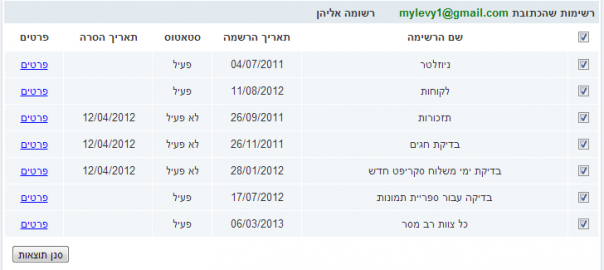 רשימות שהכתובת mylevy1@gmail.com רשומה אליהן
שם הרשימה תאריך הרשמה סטאטוס תאריך הסרה פרטים
ניוזלטר 04/07/2011 פעיל פרטים
לקוחות 11/08/2012 פעיל פרטים
תזכורות 26/09/2011 לא פעיל 12/04/2012 פרטים
בדיקת חגים 26/11/2011 לא פעיל 12/04/2012 פרטים
בדיקת ימי משלוח סקריפט חדש 28/01/2012 לא פעיל 12/04/2012 פרטים
בדיקה עבור ספריית תמונות 17/07/2012 פעיל פרטים
כל צוות רב מסר 06/03/2013 פעיל פרטים
סנן תוצאות